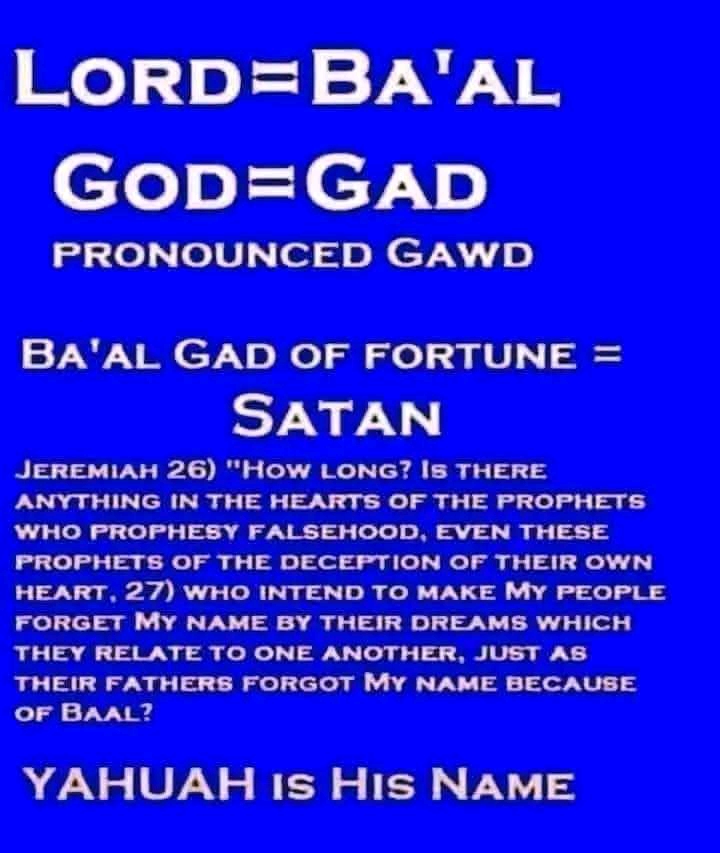 LORD=BA'AL
GOD=GAD
PRONOUNCED GAWD
BA'AL GAD OF FORTUNE =
SATAN
JEREMIAH 26) "HOW LONG? IS THERE
ANYTHING IN THE HEARTS OF THE PROPHETS
WHO PROPHESY FALSEHOOD, EVEN THESE
PROPHETS OF THE DECEPTION OF THEIR OWN
HEART, 27) WHO INTEND TO MAKE MY PEOPLE
FORGET MY NAME BY THEIR DREAMS WHICH
THEY RELATE TO ONE ANOTHER, JUST AS
THEIR FATHERS FORGOT MY NAME BECAUSE
OF BAAL?
YAHUAH IS HIS NAME